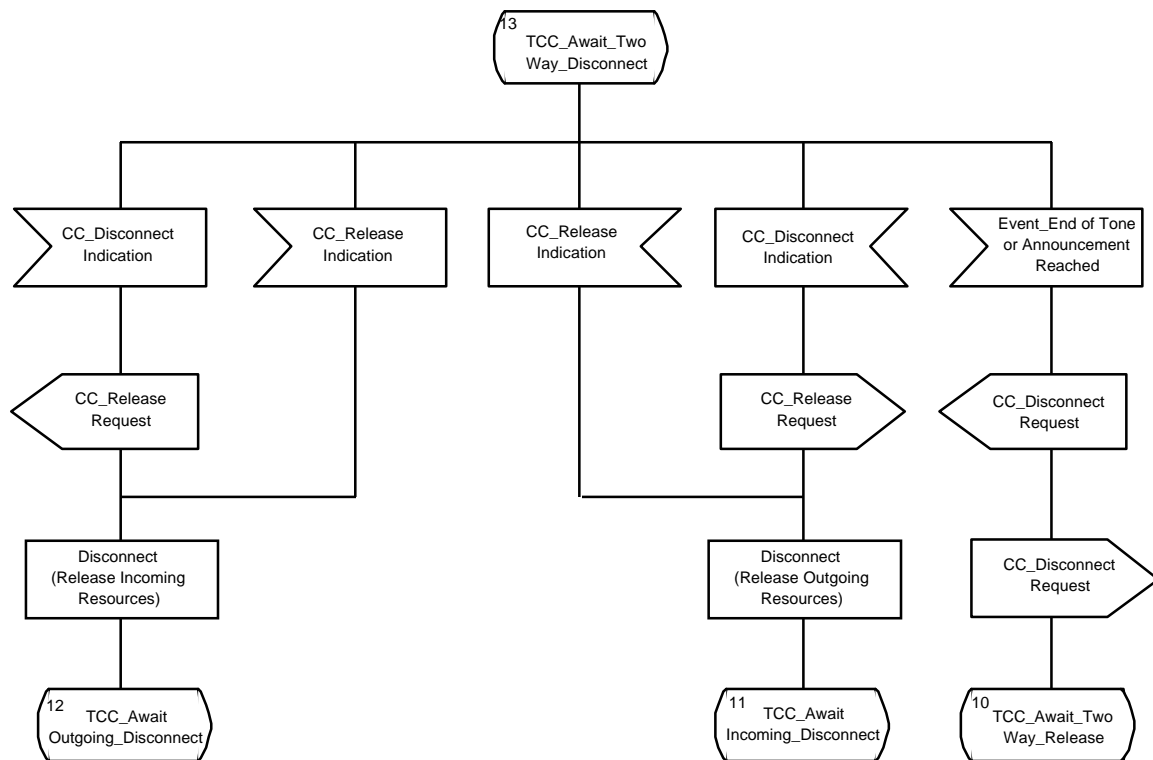 13
TCC_Await_Two
Way_Disconnect
CC_Disconnect
Indication
CC_Release
Indication
CC_Release
Indication
CC_Disconnect
Indication
Event_End of Tone
or Announcement
Reached
CC_Release
Request
CC_Release
Request
CC_Disconnect
Request
Disconnect
(Release Incoming
Resources)
Disconnect
(Release Outgoing
Resources)
CC_Disconnect
Request
12
TCC_Await
Outgoing_Disconnect
11
TCC_Await
Incoming_Disconnect
10
TCC_Await_Two
Way_Release